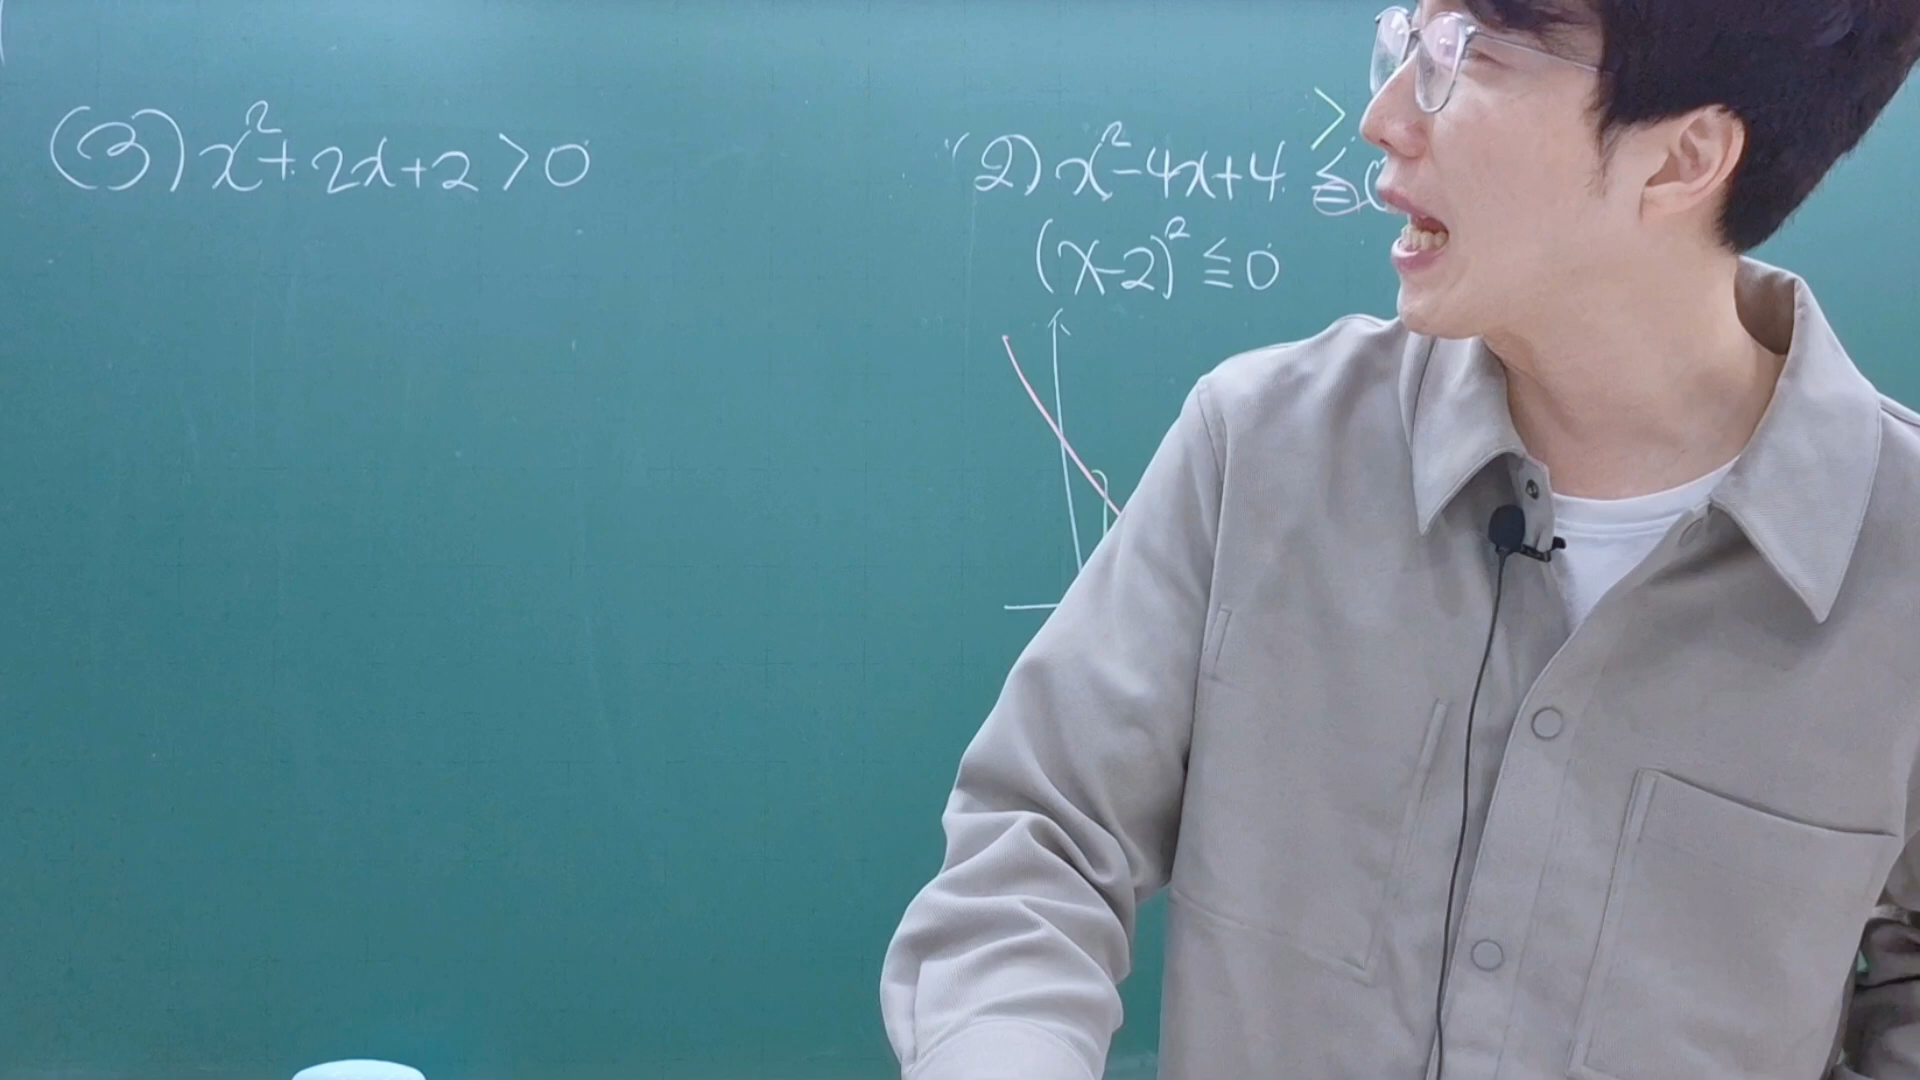 (3) x²+2x+2>0
(2) x²-4x+4 ≦
>
(x-2)² ≦ 0